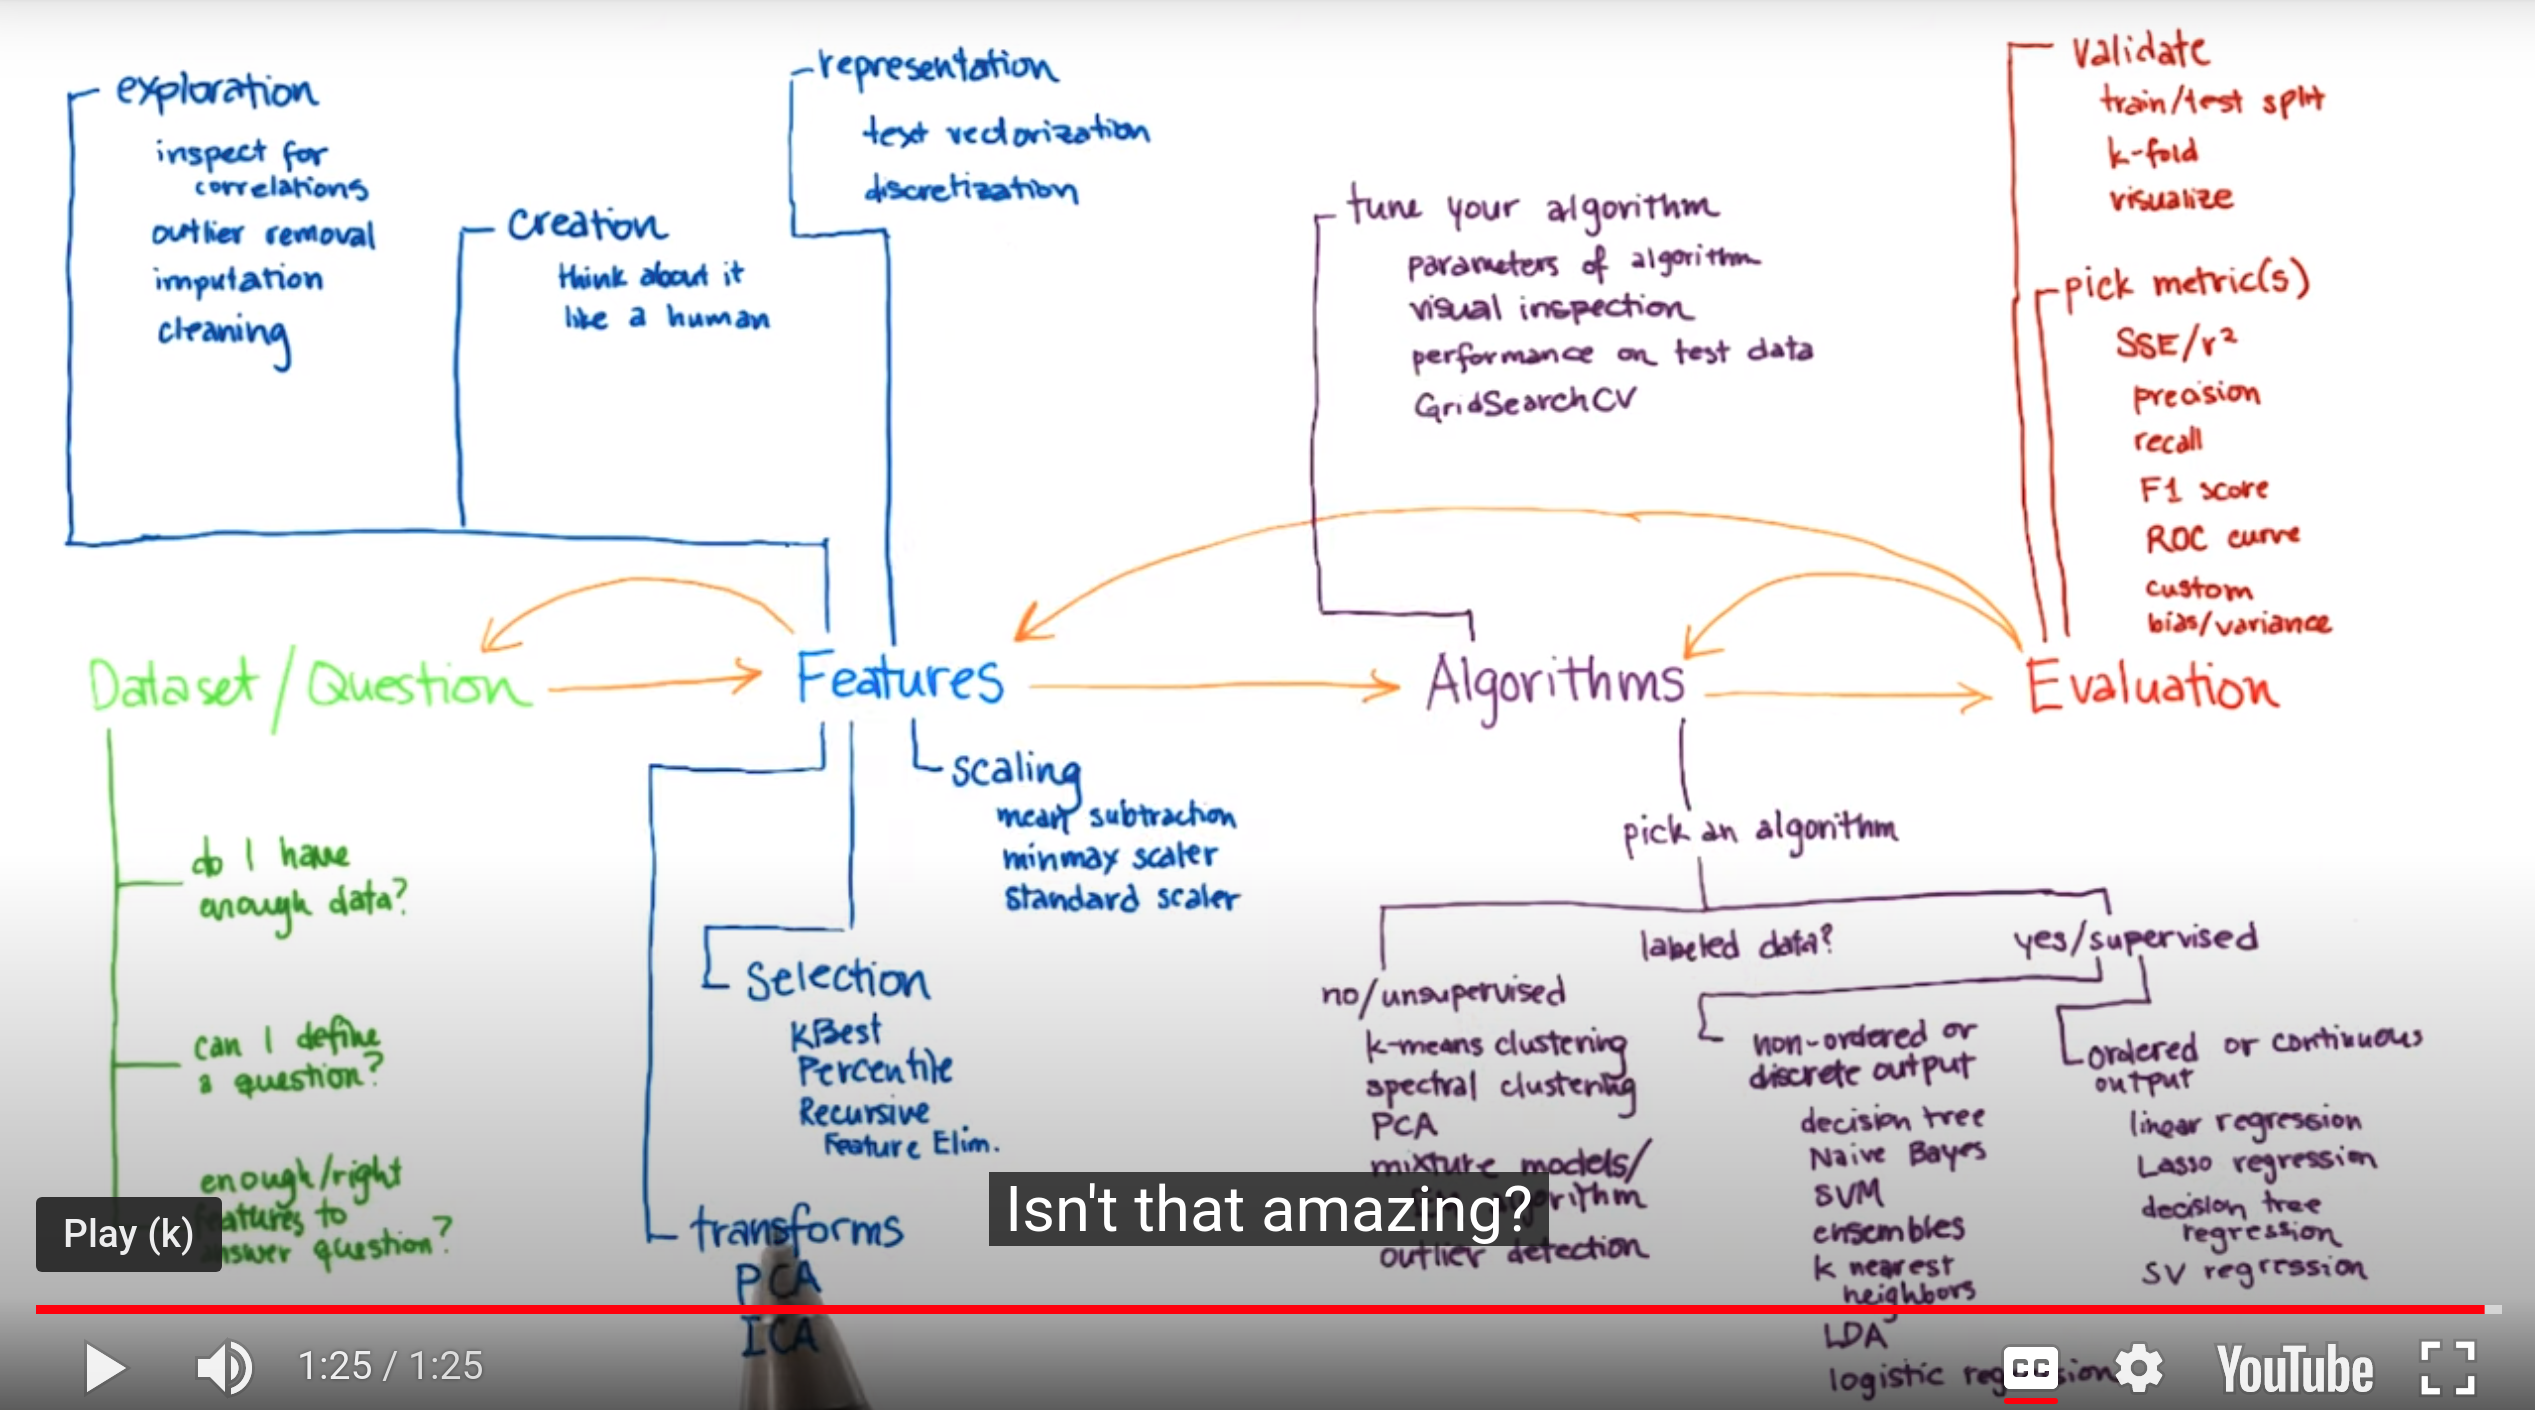 exploration
inspect for
correlations
outlier removal
imputation
cleaning
creation
think about it
like a human
representation
text vectorization
discretization
tune your algorithm
parameters of algorithm
visual inspection
performance on test data
GridSearchCV
validate
train/test split
k-fold
visualize
pick metric(s)
SSE/r²
precision
recall
F1 score
ROC curve
custom
bias/variance
Dataset/Question
Features
Algorithms
Evaluation
do I have
enough data?
can I define
a question?
enough/right
features to
answer question?
scaling
mean subtraction
minmax scaler
standard scaler
Selection
KBest
Percentile
Recursive
Feature Elim.
transforms
PCA
ICA
pick an algorithm
labeled data?
no/unsupervised
k-means clustering
spectral clustering
PCA
mixture models/
algorithm
outlier detection
yes/supervised
non-ordered or
discrete output
decision tree
Naive Bayes
SVM
ensembles
k nearest
neighbors
LDA
logistic
ordered or continuous
output
linear regression
Lasso regression
decision tree
regression
SV regression
Isn't that amazing?
Play (k)
1:25 / 1:25
CC
YouTube